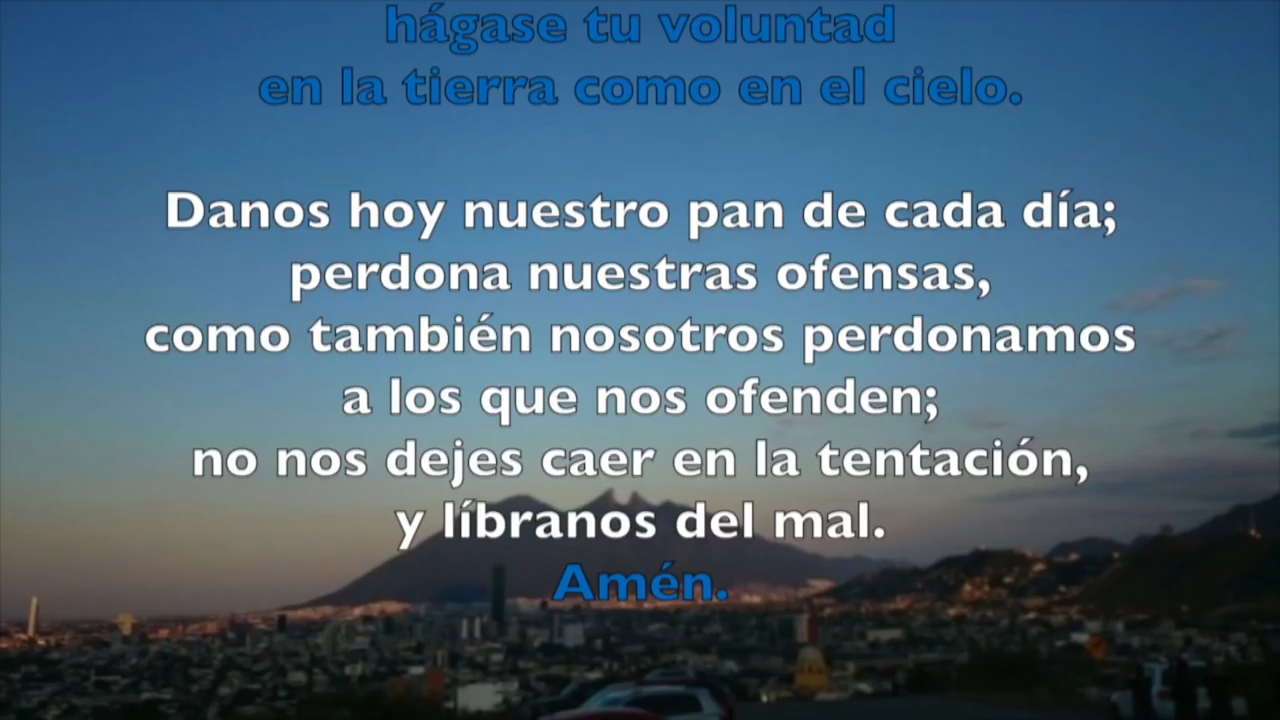 hágase tu voluntad
en la tierra como en el cielo.
Danos hoy nuestro pan de cada día;
perdona nuestras ofensas,
como también nosotros perdonamos
a los que nos ofenden;
no nos dejes caer en la tentación,
y líbranos del mal.
Amén.